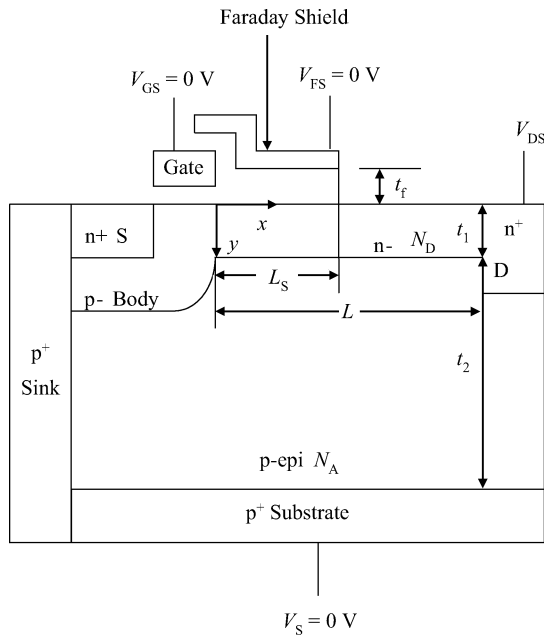 Faraday Shield
V_GS = 0 V
V_FS = 0 V
V_DS
Gate
t_f
x
n+ S
y
n- N_D
t_1
n⁺
L_S
D
p- Body
L
p⁺
Sink
t_2
p-epi N_A
p⁺ Substrate
V_S = 0 V